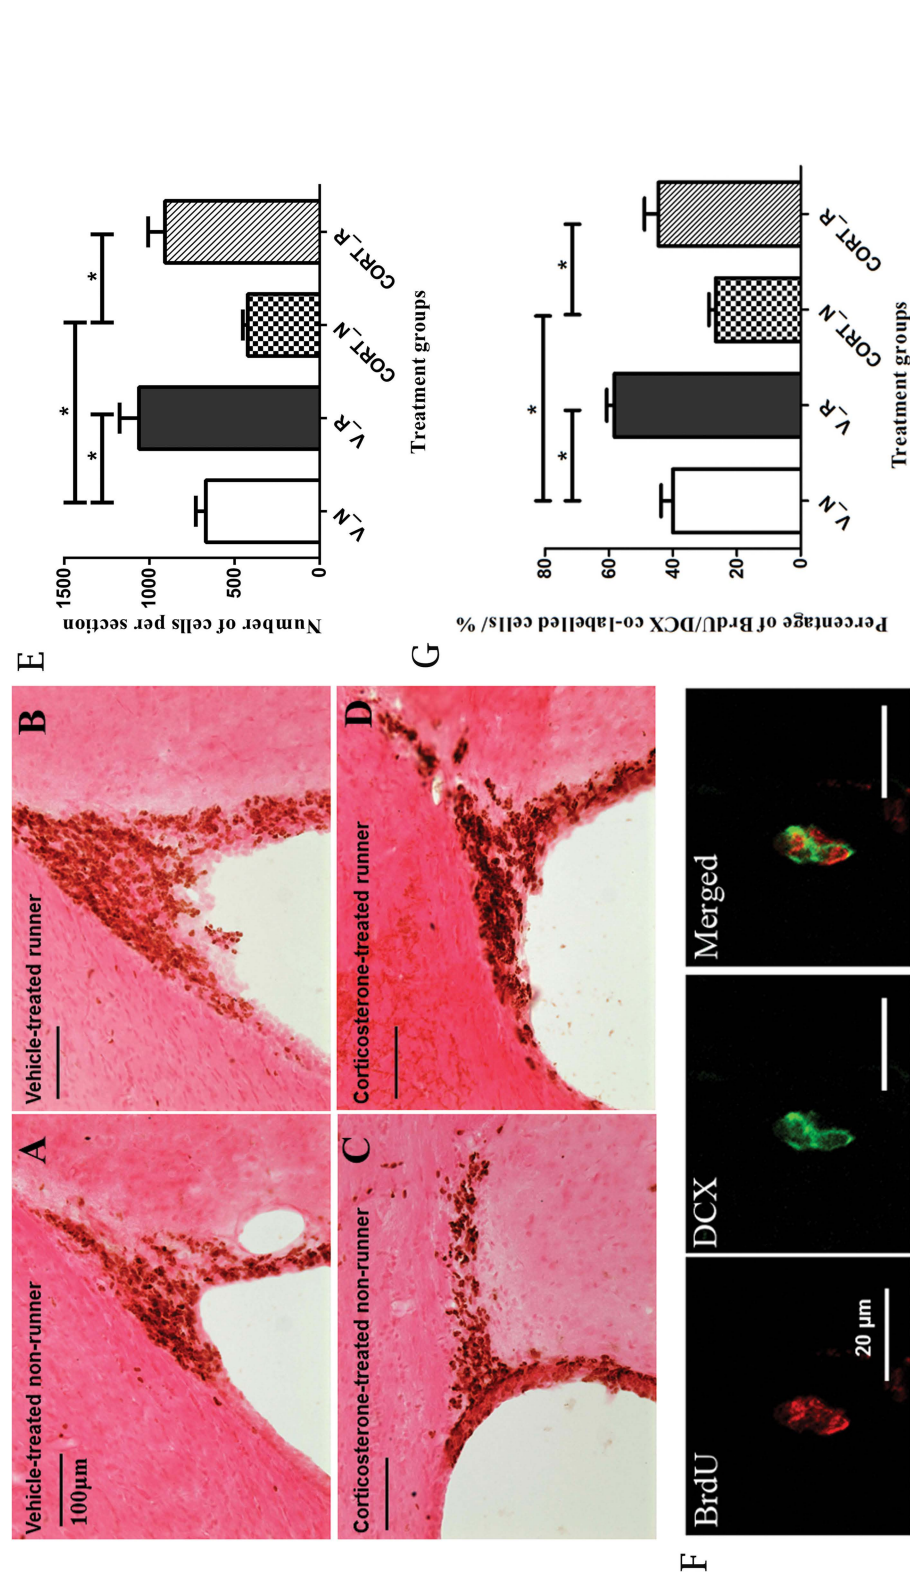 A
Vehicle-treated non-runner
100μm
B
Vehicle-treated runner
C
Corticosterone-treated non-runner
D
Corticosterone-treated runner
E
Number of cells per section
1500
1000
500
0
*
*
*
V_N
V_R
CORT_N
CORT_R
Treatment groups
F
BrdU
20 μm
DCX
Merged
G
Percentage of BrdU/DCX co-labelled cells/ %
80
60
40
20
0
*
*
*
V_N
V_R
CORT_N
CORT_R
Treatment groups